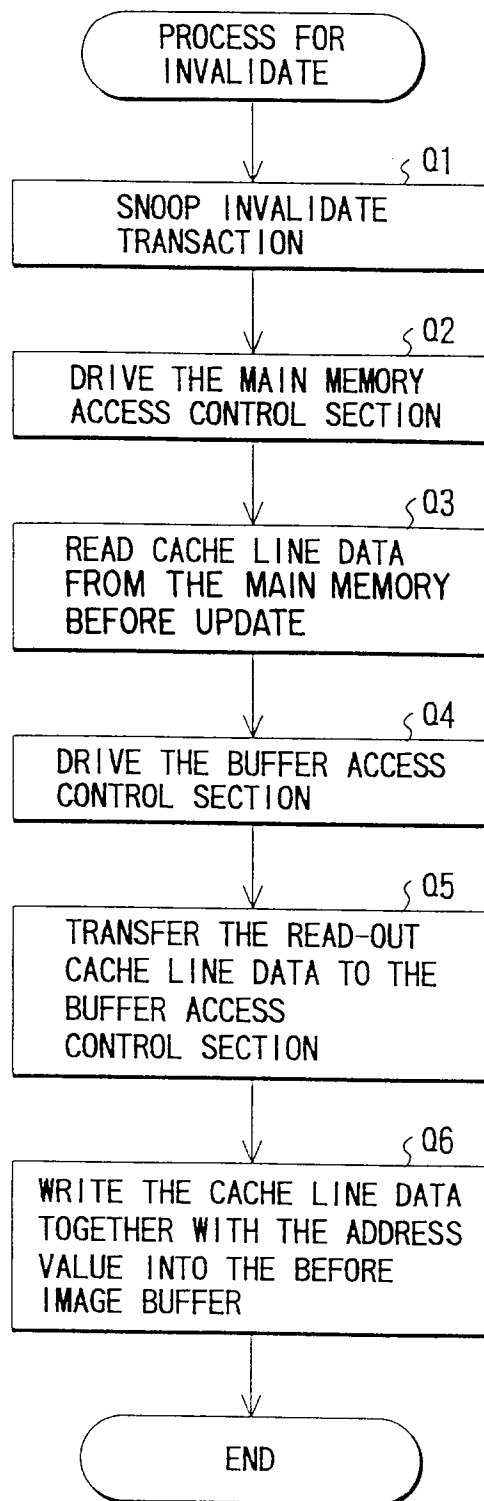 PROCESS FOR
INVALIDATE
Q1
SNOOP INVALIDATE
TRANSACTION
Q2
DRIVE THE MAIN MEMORY
ACCESS CONTROL SECTION
Q3
READ CACHE LINE DATA
FROM THE MAIN MEMORY
BEFORE UPDATE
Q4
DRIVE THE BUFFER ACCESS
CONTROL SECTION
Q5
TRANSFER THE READ-OUT
CACHE LINE DATA TO THE
BUFFER ACCESS
CONTROL SECTION
Q6
WRITE THE CACHE LINE DATA
TOGETHER WITH THE ADDRESS
VALUE INTO THE BEFORE
IMAGE BUFFER
END